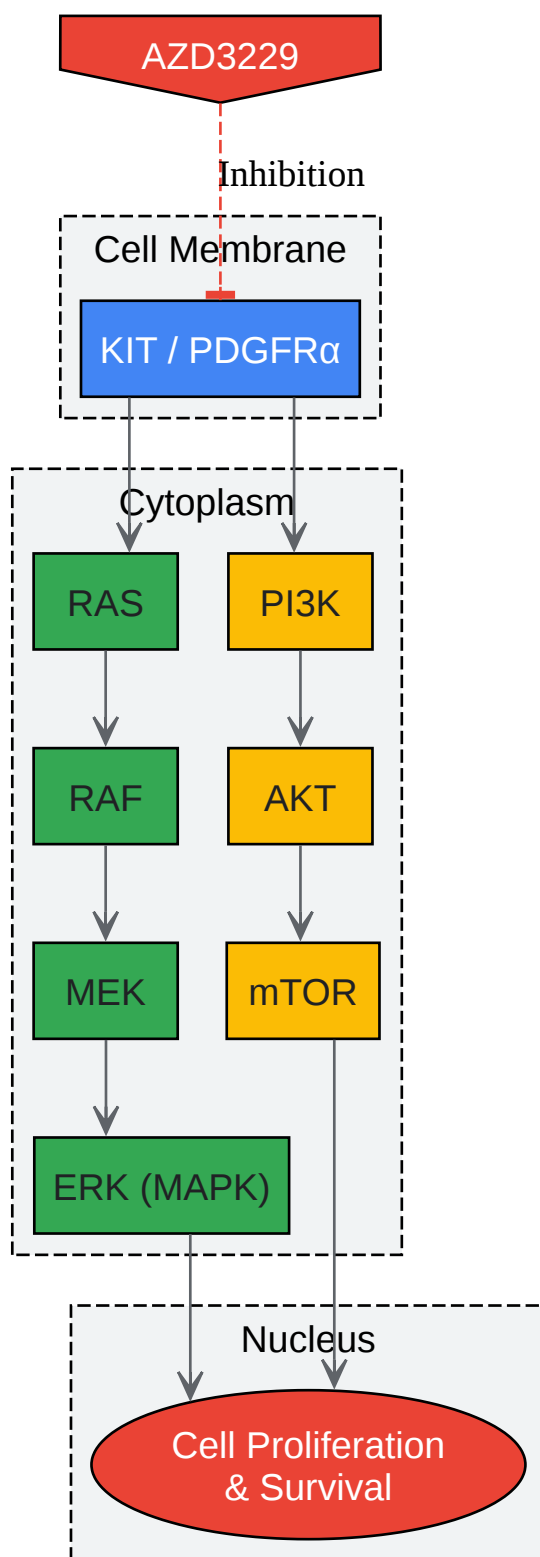 AZD3229
Inhibition
Cell Membrane
KIT / PDGFRα
Cytoplasm
RAS
PI3K
RAF
AKT
MEK
mTOR
ERK (MAPK)
Nucleus
Cell Proliferation
& Survival